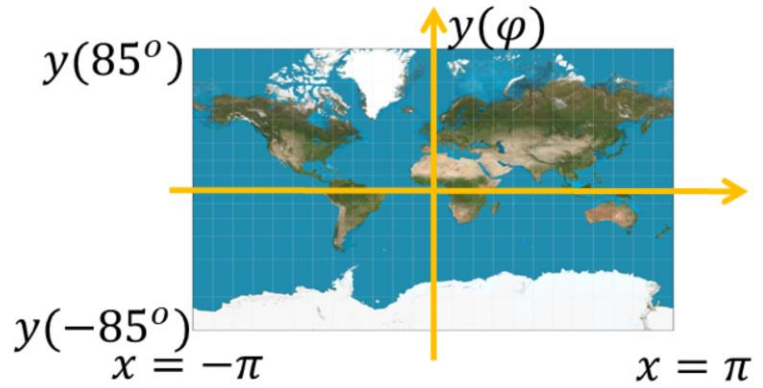 y(φ)
y(85°)
y(−85°)
x = −π
x = π